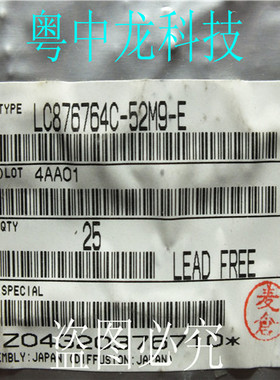 粤中龙科技
TYPE LC876764C-52M9-E
LOT 4AA01
QTY 25
LEAD FREE
SPECIAL
盗图必究
EMBLY:JAPAN (DIFFUSION:JAPAN)